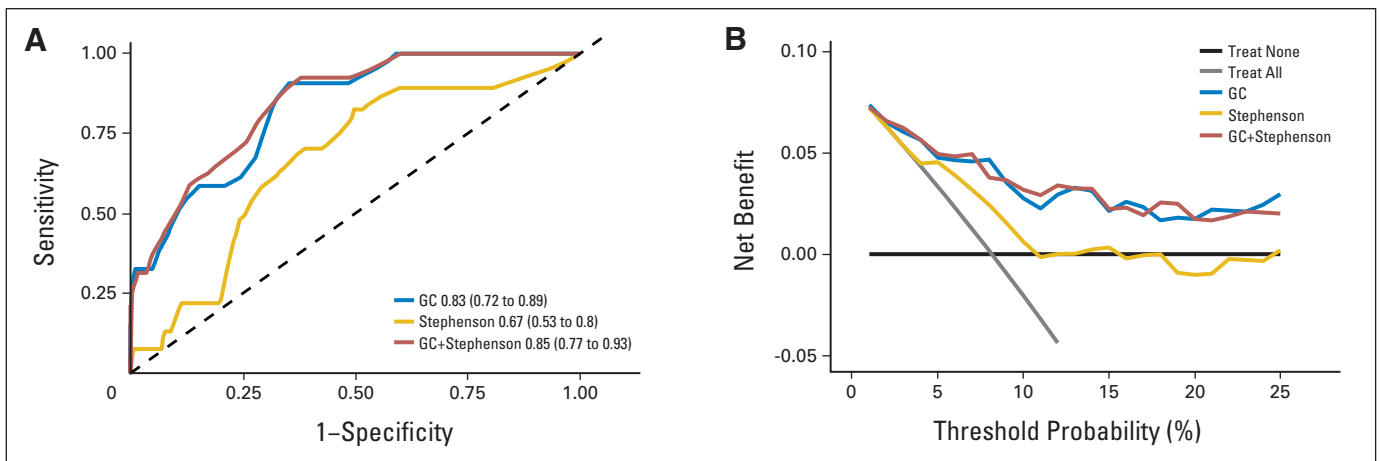 A
1.00
0.75
0.50
0.25
0
0.25
0.50
0.75
1.00
Sensitivity
1–Specificity
GC 0.83 (0.72 to 0.89)
Stephenson 0.67 (0.53 to 0.8)
GC+Stephenson 0.85 (0.77 to 0.93)
B
0.10
0.05
0.00
-0.05
0
5
10
15
20
25
Net Benefit
Threshold Probability (%)
Treat None
Treat All
GC
Stephenson
GC+Stephenson